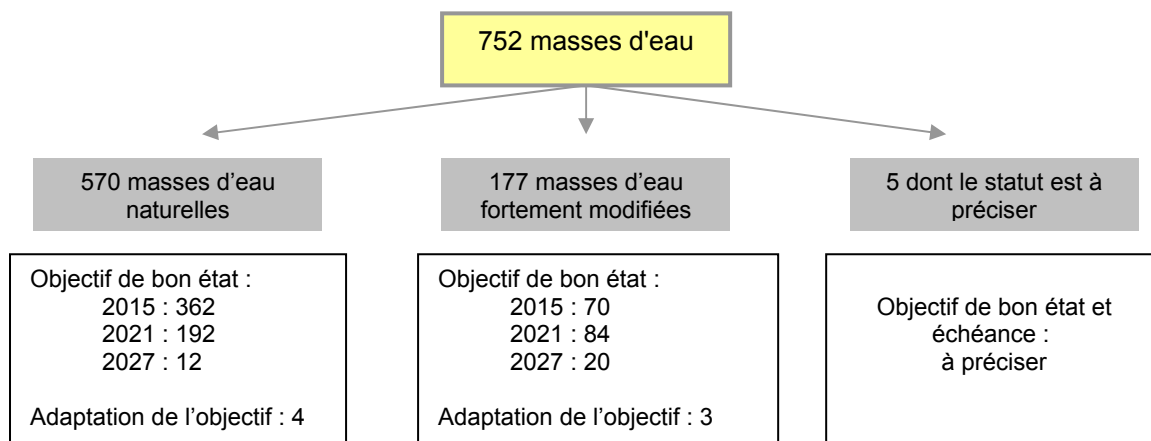 752 masses d'eau
570 masses d’eau
naturelles
177 masses d’eau
fortement modifiées
5 dont le statut est à
préciser
Objectif de bon état :
2015 : 362
2021 : 192
2027 : 12
Adaptation de l’objectif : 4
Objectif de bon état :
2015 : 70
2021 : 84
2027 : 20
Adaptation de l’objectif : 3
Objectif de bon état et
échéance :
à préciser